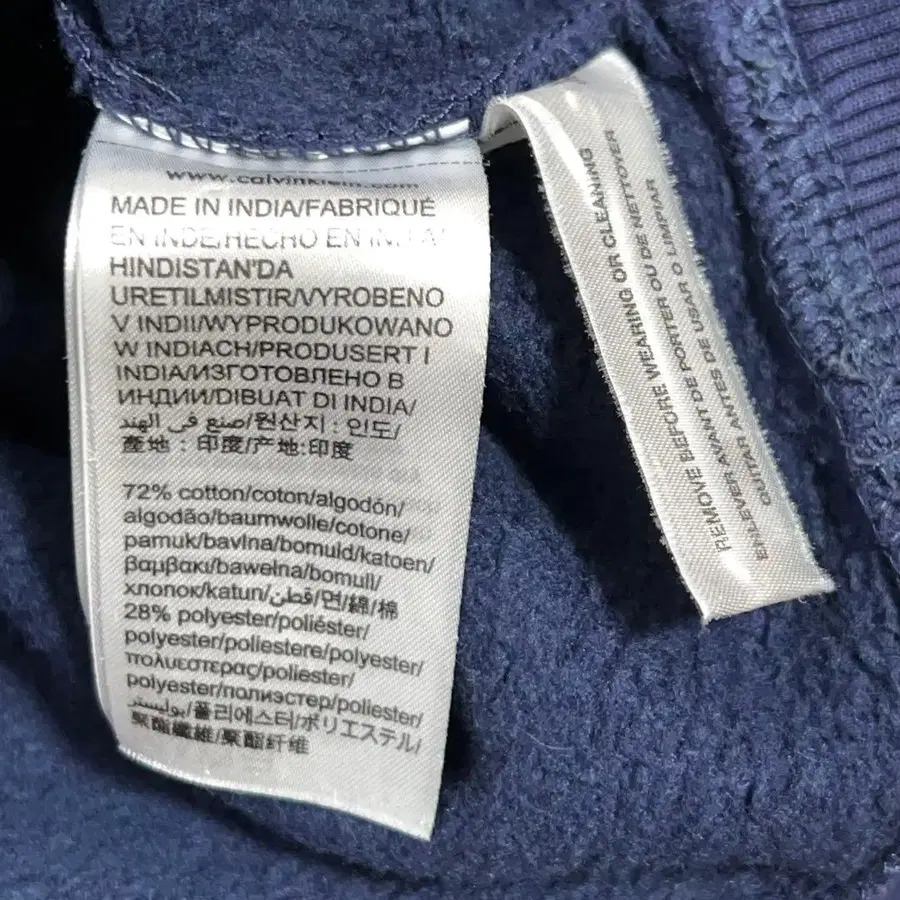 www.calvinklein.com
MADE IN INDIA/FABRIQUÉ
EN INDE/HECHO EN INDIA/
HINDISTAN'DA
URETILMISTIR/VYROBENO
V INDII/WYPRODUKOWANO
W INDIACH/PRODUSERT I
INDIA/ИЗГОТОВЛЕНО В
ИНДИИ/DIBUAT DI INDIA/
صنع في الهند/원산지 : 인도/
產地 : 印度/产地:印度
72% cotton/coton/algodón/
algodão/baumwolle/cotone/
pamuk/bavlna/bomuld/katoen/
βαμβακι/bawełna/bomull/
хлопок/katun/قطن/면/綿/棉
28% polyester/poliéster/
polyester/poliestere/polyester/
πολυεστερας/poliester/
polyester/полиэстер/poliester/
بوليستر/폴리에스터/ポリエステル/
聚酯纖維/聚酯纤维
REMOVE BEFORE WEARING OR CLEANING
ENLEVER AVANT DE PORTER OU DE NETTOYER
QUITAR ANTES DE USAR O LIMPIAR